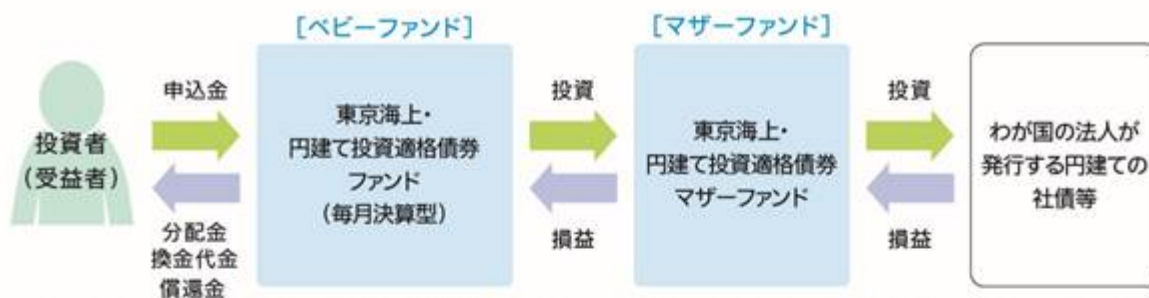 [ベビーファンド]
[マザーファンド]
投資者
(受益者)
申込金
分配金
換金代金
償還金
東京海上・
円建て投資適格債券
ファンド
(毎月決算型)
投資
損益
東京海上・
円建て投資適格債券
マザーファンド
投資
損益
わが国の法人が
発行する円建ての
社債等